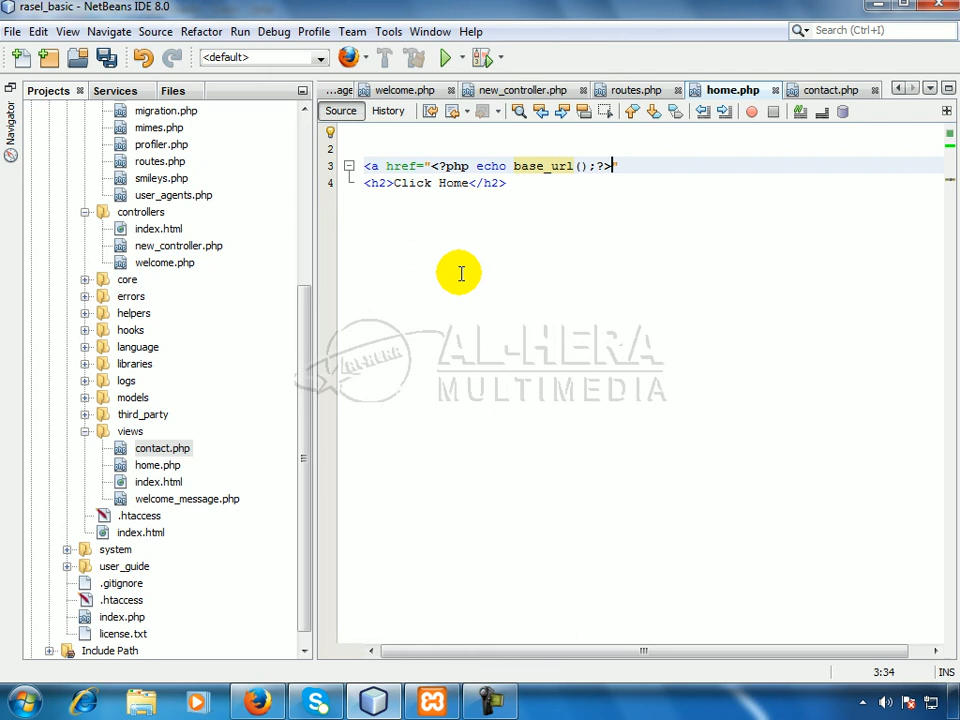 rasel_basic - NetBeans IDE 8.0
File Edit View Navigate Source Refactor Run Debug Profile Team Tools Window Help
Search (Ctrl+I)
<default>
Projects Services Files
Navigator
...age welcome.php new_controller.php routes.php home.php contact.php
Source History
migration.php
mimes.php
profiler.php
routes.php
smileys.php
user_agents.php
controllers
index.html
new_controller.php
welcome.php
core
errors
helpers
hooks
language
libraries
logs
models
third_party
views
contact.php
home.php
index.html
welcome_message.php
.htaccess
index.html
system
user_guide
.gitignore
.htaccess
index.php
license.txt
Include Path
2
3 <a href="<?php echo base_url();?>"
4 <h2>Click Home</h2>
AL-HERA
AL-HERA
MULTIMEDIA
3:34 INS